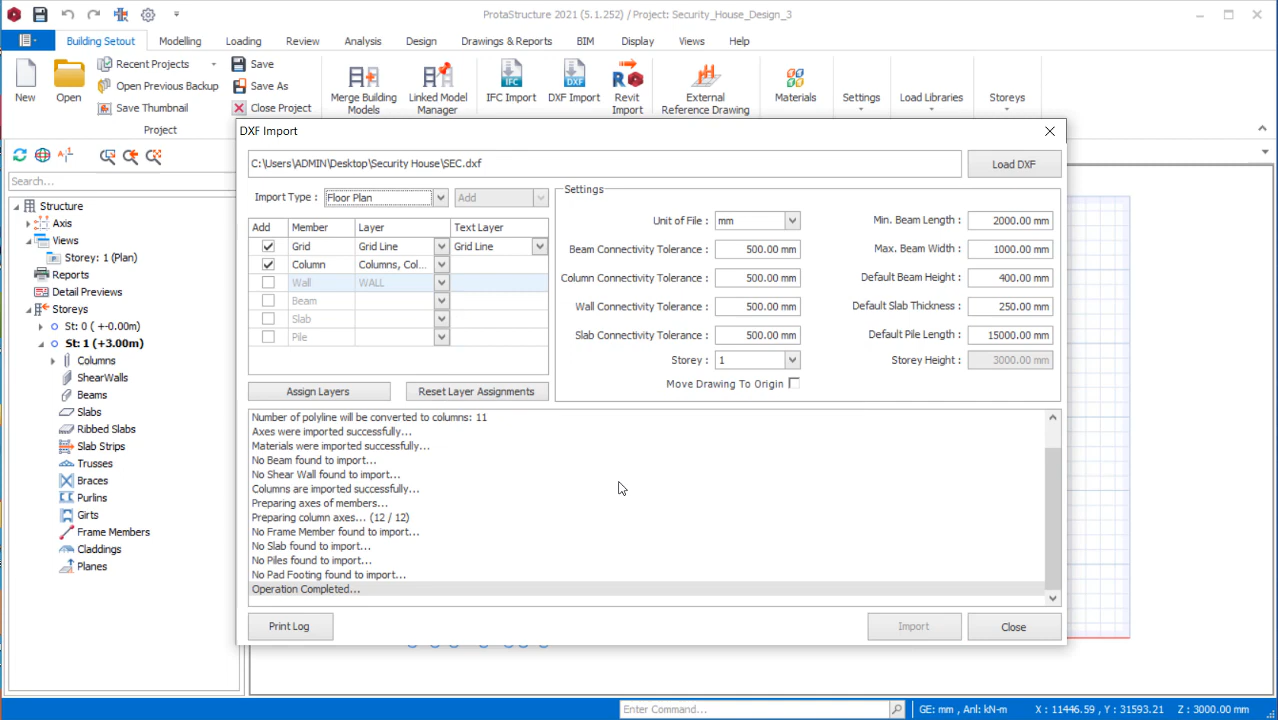 ProtaStructure 2021 (5.1.252) / Project: Security_House_Design_3
Building Setout Modelling Loading Review Analysis Design Drawings & Reports BIM Display Views Help
New
Open
Recent Projects
Open Previous Backup
Save Thumbnail
Save
Save As
Close Project
Project
Merge Building Models
Linked Model Manager
IFC Import
DXF Import
Revit Import
External Reference Drawing
Materials
Settings
Load Libraries
Storeys
Search...
Structure
Axis
Views
Storey: 1 (Plan)
Reports
Detail Previews
Storeys
St: 0 ( +-0.00m)
St: 1 (+3.00m)
Columns
ShearWalls
Beams
Slabs
Ribbed Slabs
Slab Strips
Trusses
Braces
Purlins
Girts
Frame Members
Claddings
Planes
DXF Import
C:\Users\ADMIN\Desktop\Security House\SEC.dxf
Load DXF
Import Type : Floor Plan Add
Add Member Layer Text Layer
Grid Grid Line Grid Line
Column Columns, Col...
Wall WALL
Beam
Slab
Pile
Assign Layers Reset Layer Assignments
Settings
Unit of File : mm
Beam Connectivity Tolerance : 500.00 mm
Column Connectivity Tolerance : 500.00 mm
Wall Connectivity Tolerance : 500.00 mm
Slab Connectivity Tolerance : 500.00 mm
Storey : 1
Move Drawing To Origin
Min. Beam Length : 2000.00 mm
Max. Beam Width : 1000.00 mm
Default Beam Height : 400.00 mm
Default Slab Thickness : 250.00 mm
Default Pile Length : 15000.00 mm
Storey Height : 3000.00 mm
Number of polyline will be converted to columns: 11
Axes were imported successfully...
Materials were imported successfully...
No Beam found to import...
No Shear Wall found to import...
Columns are imported successfully...
Preparing axes of members...
Preparing column axes... (12 / 12)
No Frame Member found to import...
No Slab found to import...
No Piles found to import...
No Pad Footing found to import...
Operation Completed...
Print Log Import Close
Enter Command... GE: mm, Anl: kN-m X : 11446.59 , Y : 31593.21 Z : 3000.00 mm